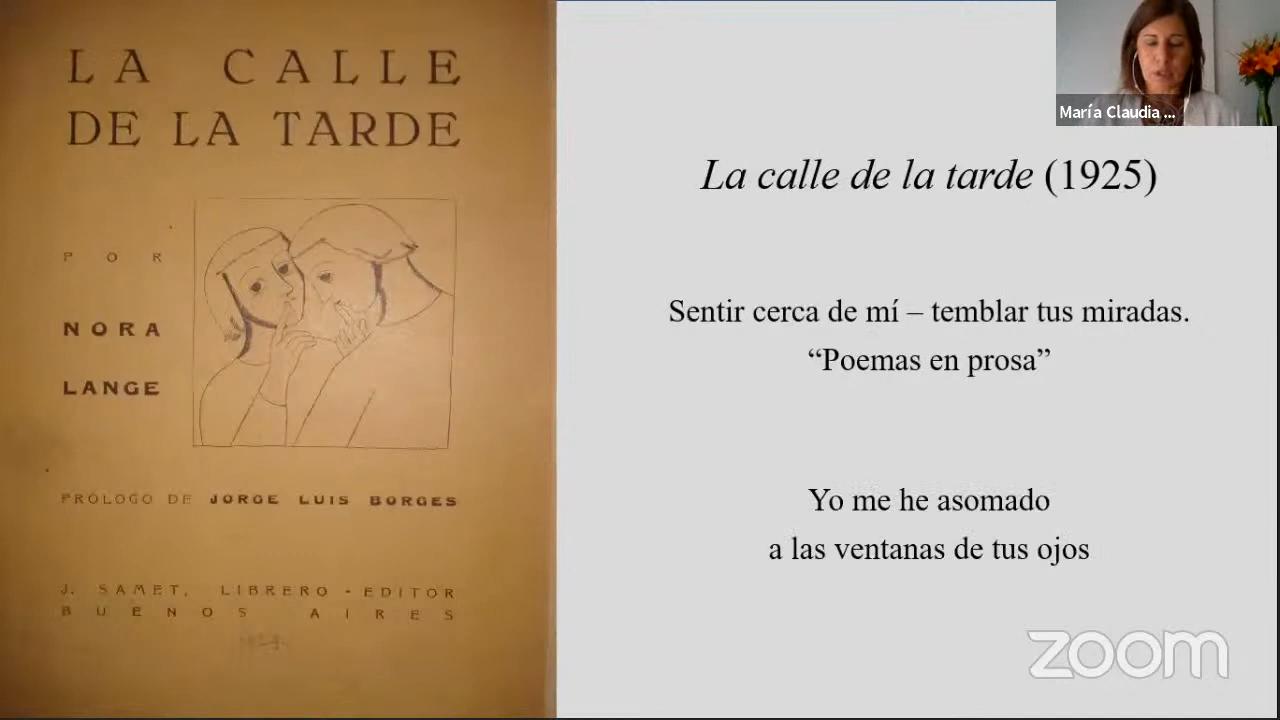 LA CALLE
DE LA TARDE
POR
NORA
LANGE
PRÓLOGO DE JORGE LUIS BORGES
J. SAMET, LIBRERO - EDITOR
BUENOS AIRES
María Claudia ...
La calle de la tarde (1925)
Sentir cerca de mí – temblar tus miradas.
“Poemas en prosa”
Yo me he asomado
a las ventanas de tus ojos
zoom